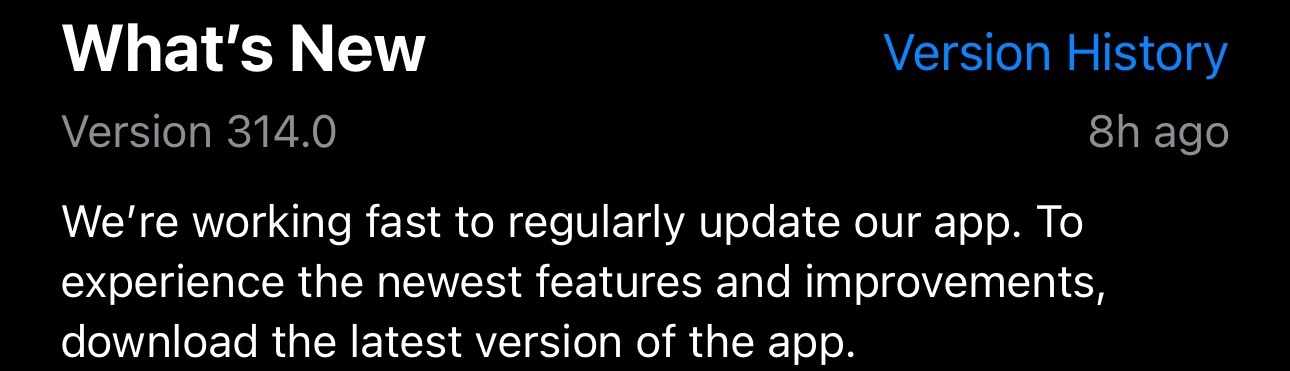 What’s New
Version History
Version 314.0
8h ago
We’re working fast to regularly update our app. To
experience the newest features and improvements,
download the latest version of the app.